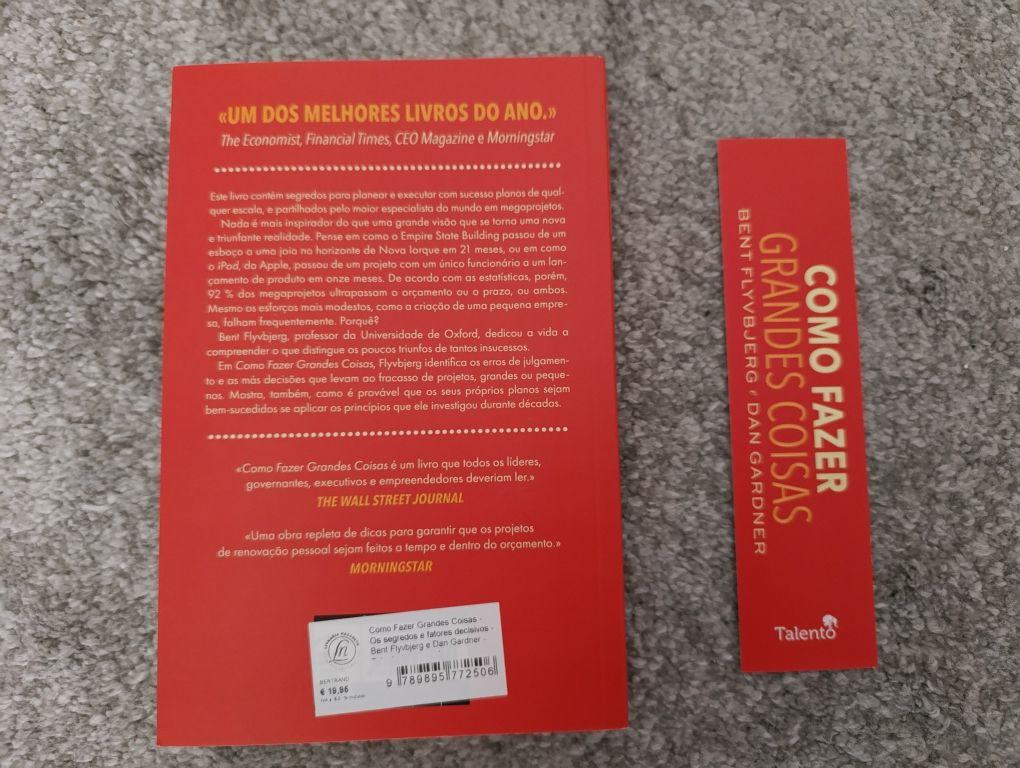 «UM DOS MELHORES LIVROS DO ANO.»
The Economist, Financial Times, CEO Magazine e Morningstar
Este livro contém segredos para planear e executar com sucesso planos de qual-
quer escala, e partilhados pelo maior especialista do mundo em megaprojetos.
Nada é mais inspirador do que uma grande visão que se torna uma nova
e triunfante realidade. Pense em como o Empire State Building passou de um
esboço a uma joia no horizonte de Nova Iorque em 21 meses, ou em como
o iPod, da Apple, passou de um projeto com um único funcionário a um lan-
çamento de produto em onze meses. De acordo com as estatísticas, porém,
92 % dos megaprojetos ultrapassam o orçamento ou o prazo, ou ambos.
Mesmo os esforços mais modestos, como a criação de uma pequena empre-
sa, falham frequentemente. Porquê?
Bent Flyvbjerg, professor da Universidade de Oxford, dedicou a vida a
compreender o que distingue os poucos triunfos de tantos insucessos.
Em Como Fazer Grandes Coisas, Flyvbjerg identifica os erros de julgamen-
to e as más decisões que levam ao fracasso de projetos, grandes ou peque-
nos. Mostra, também, como é provável que os seus próprios planos sejam
bem-sucedidos se aplicar os princípios que ele investigou durante décadas.
«Como Fazer Grandes Coisas é um livro que todos os líderes,
governantes, executivos e empreendedores deveriam ler.»
THE WALL STREET JOURNAL
«Uma obra repleta de dicas para garantir que os projetos
de renovação pessoal sejam feitos a tempo e dentro do orçamento.»
MORNINGSTAR
Como Fazer Grandes Coisas -
Os segredos e fatores decisivos -
Bent Flyvbjerg e Dan Gardner -
BERTRAND
€ 19,95
9 789895 772506
COMO FAZER
GRANDES COISAS
BENT FLYVBJERG e DAN GARDNER
Talento